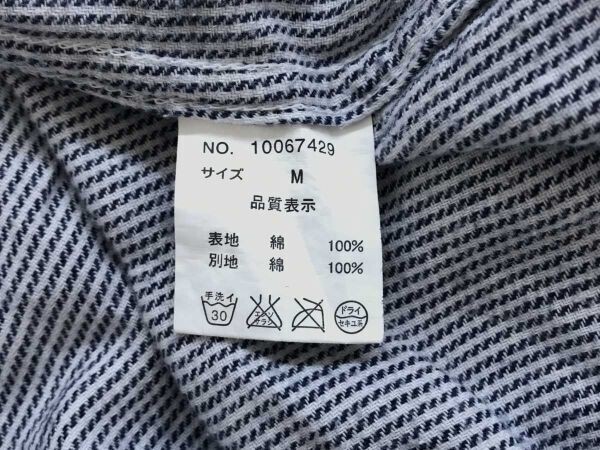 NO. 10067429
サイズ M
品質表示
表地 綿 100%
別地 綿 100%
手洗イ 30
エンソ サラシ
ドライ セキユ系